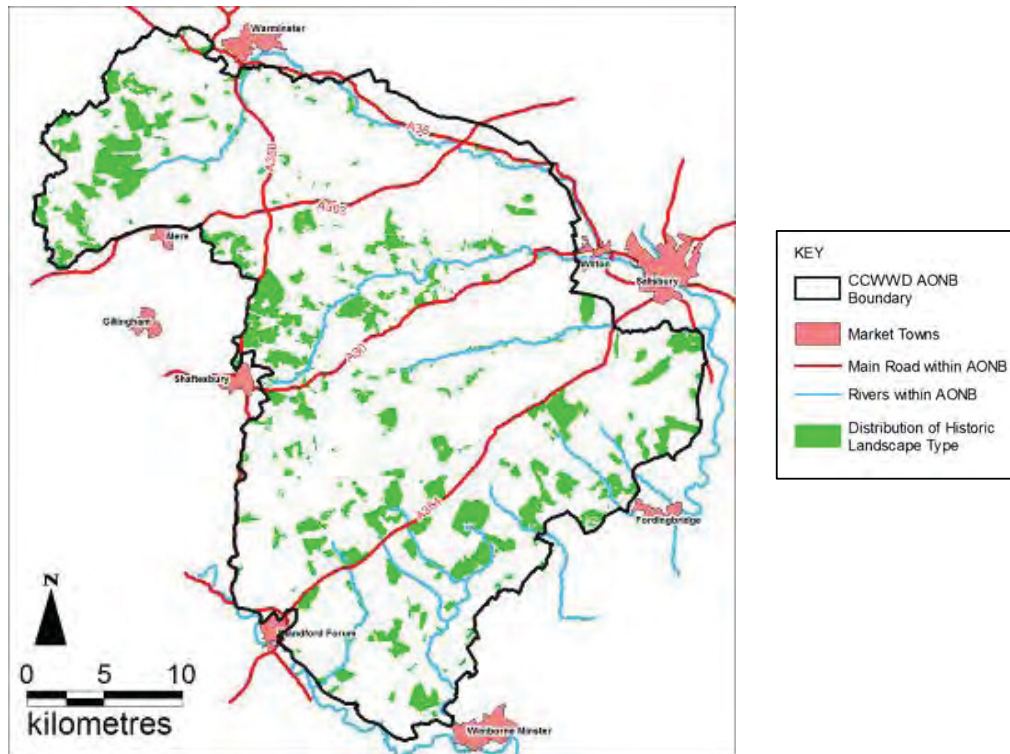 Warminster
A36
A350
A303
Mere
Wilton
Salisbury
Gillingham
A30
Shaftesbury
A354
Fordingbridge
N
Blandford Forum
0 5 10
kilometres
Wimborne Minster
KEY
CCWWD AONB
Boundary
Market Towns
Main Road within AONB
Rivers within AONB
Distribution of Historic
Landscape Type